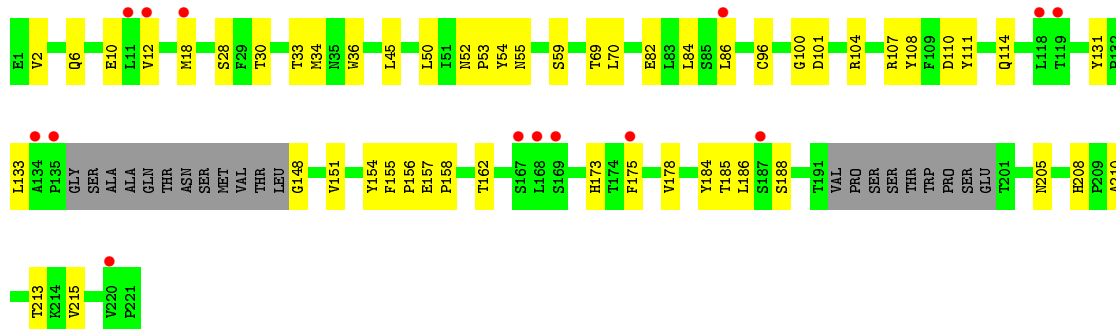 E1 V2 Q6 E10 L11 V12 M18 S28 F29 T30 T33 M34 N35 W36 L45 L50 I51 N52 P53 Y54 N55 S59 T69 L70 E82 L83 L84 S85 L86 C96 G100 D101 R104 R107 Y108 F109 D110 Y111 Q114 L118 T119 Y131 P132
L133 A134 P135 GLY SER ALA ALA GLN THR ASN SER MET VAL THR LEU G148 V151 Y154 F155 P156 E157 P158 T162 S167 L168 S169 H173 T174 F175 V178 Y184 T185 L186 S187 S188 T191 VAL PRO SER SER THR TRP PRO SER GLU T201 N205 H208 P209 A210
T213 K214 V215 V220 P221